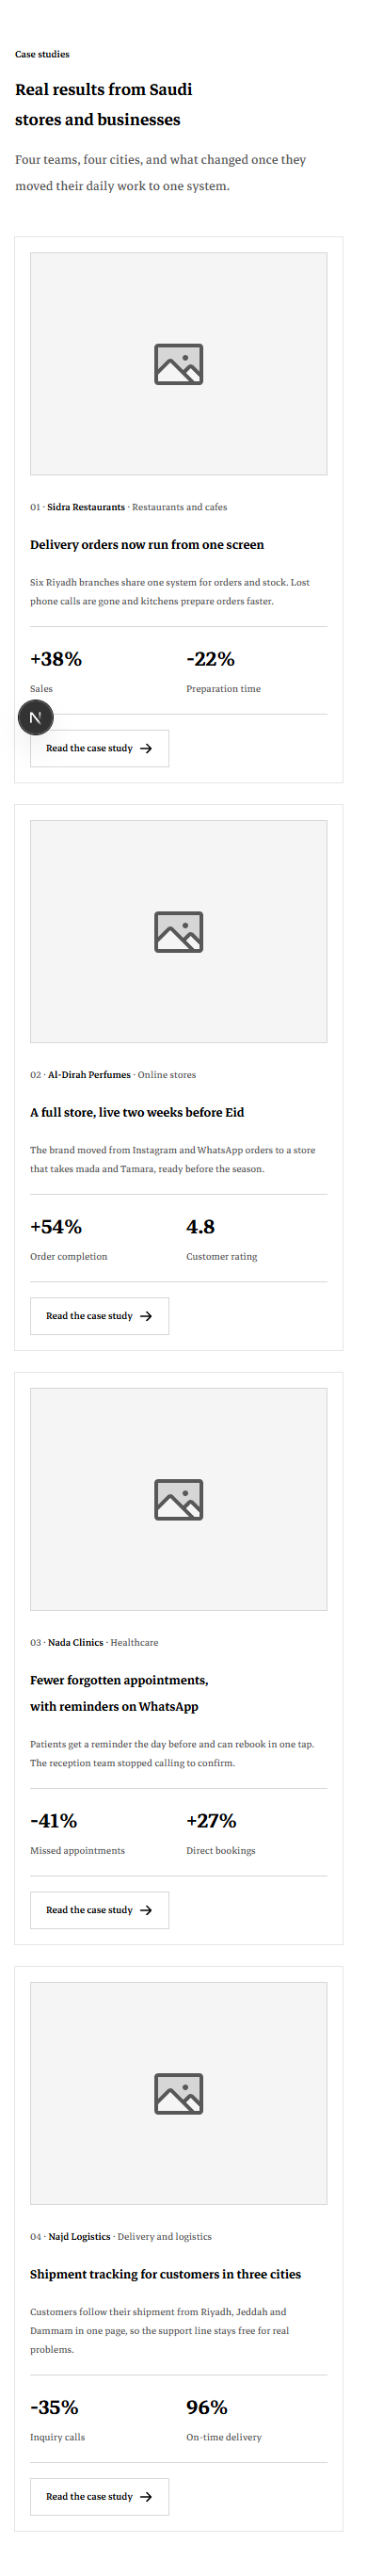 Case studies
Real results from Saudi
stores and businesses
Four teams, four cities, and what changed once they
moved their daily work to one system.
01 · Sidra Restaurants · Restaurants and cafes
Delivery orders now run from one screen
Six Riyadh branches share one system for orders and stock. Lost
phone calls are gone and kitchens prepare orders faster.
+38% -22%
Sales Preparation time
N
Read the case study →
02 · Al-Dirah Perfumes · Online stores
A full store, live two weeks before Eid
The brand moved from Instagram and WhatsApp orders to a store
that takes mada and Tamara, ready before the season.
+54% 4.8
Order completion Customer rating
Read the case study →
03 · Nada Clinics · Healthcare
Fewer forgotten appointments,
with reminders on WhatsApp
Patients get a reminder the day before and can rebook in one tap.
The reception team stopped calling to confirm.
-41% +27%
Missed appointments Direct bookings
Read the case study →
04 · Najd Logistics · Delivery and logistics
Shipment tracking for customers in three cities
Customers follow their shipment from Riyadh, Jeddah and
Dammam in one page, so the support line stays free for real
problems.
-35% 96%
Inquiry calls On-time delivery
Read the case study →